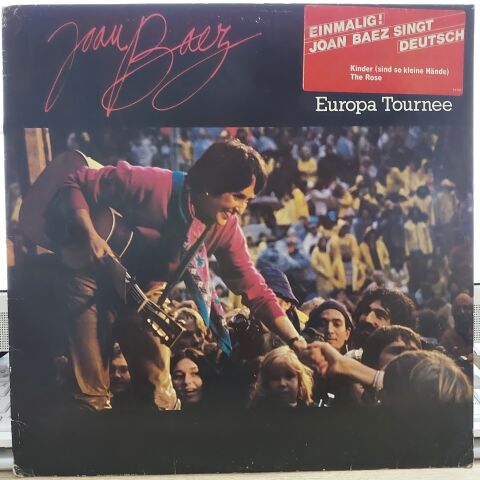 Joan Baez
EINMALIG!
JOAN BAEZ SINGT
DEUTSCH
Kinder (sind so kleine Hände)
The Rose
Europa Tournee